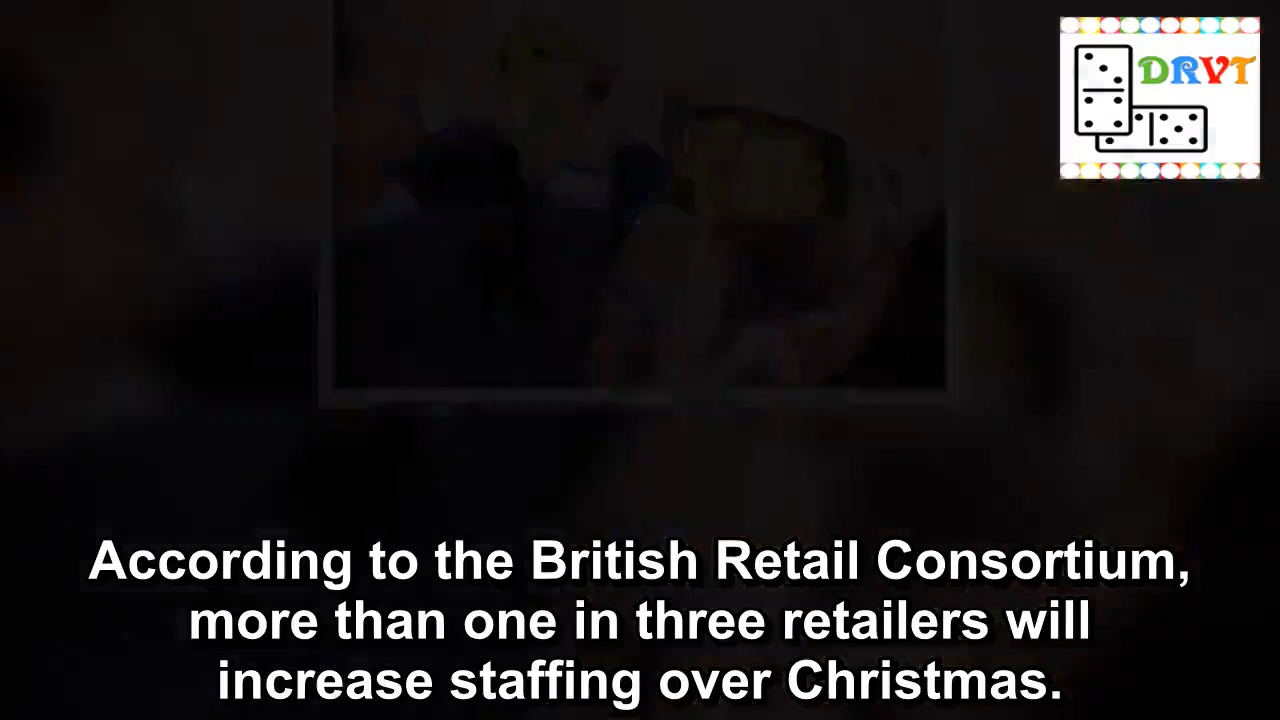 DRVT
According to the British Retail Consortium,
more than one in three retailers will
increase staffing over Christmas.